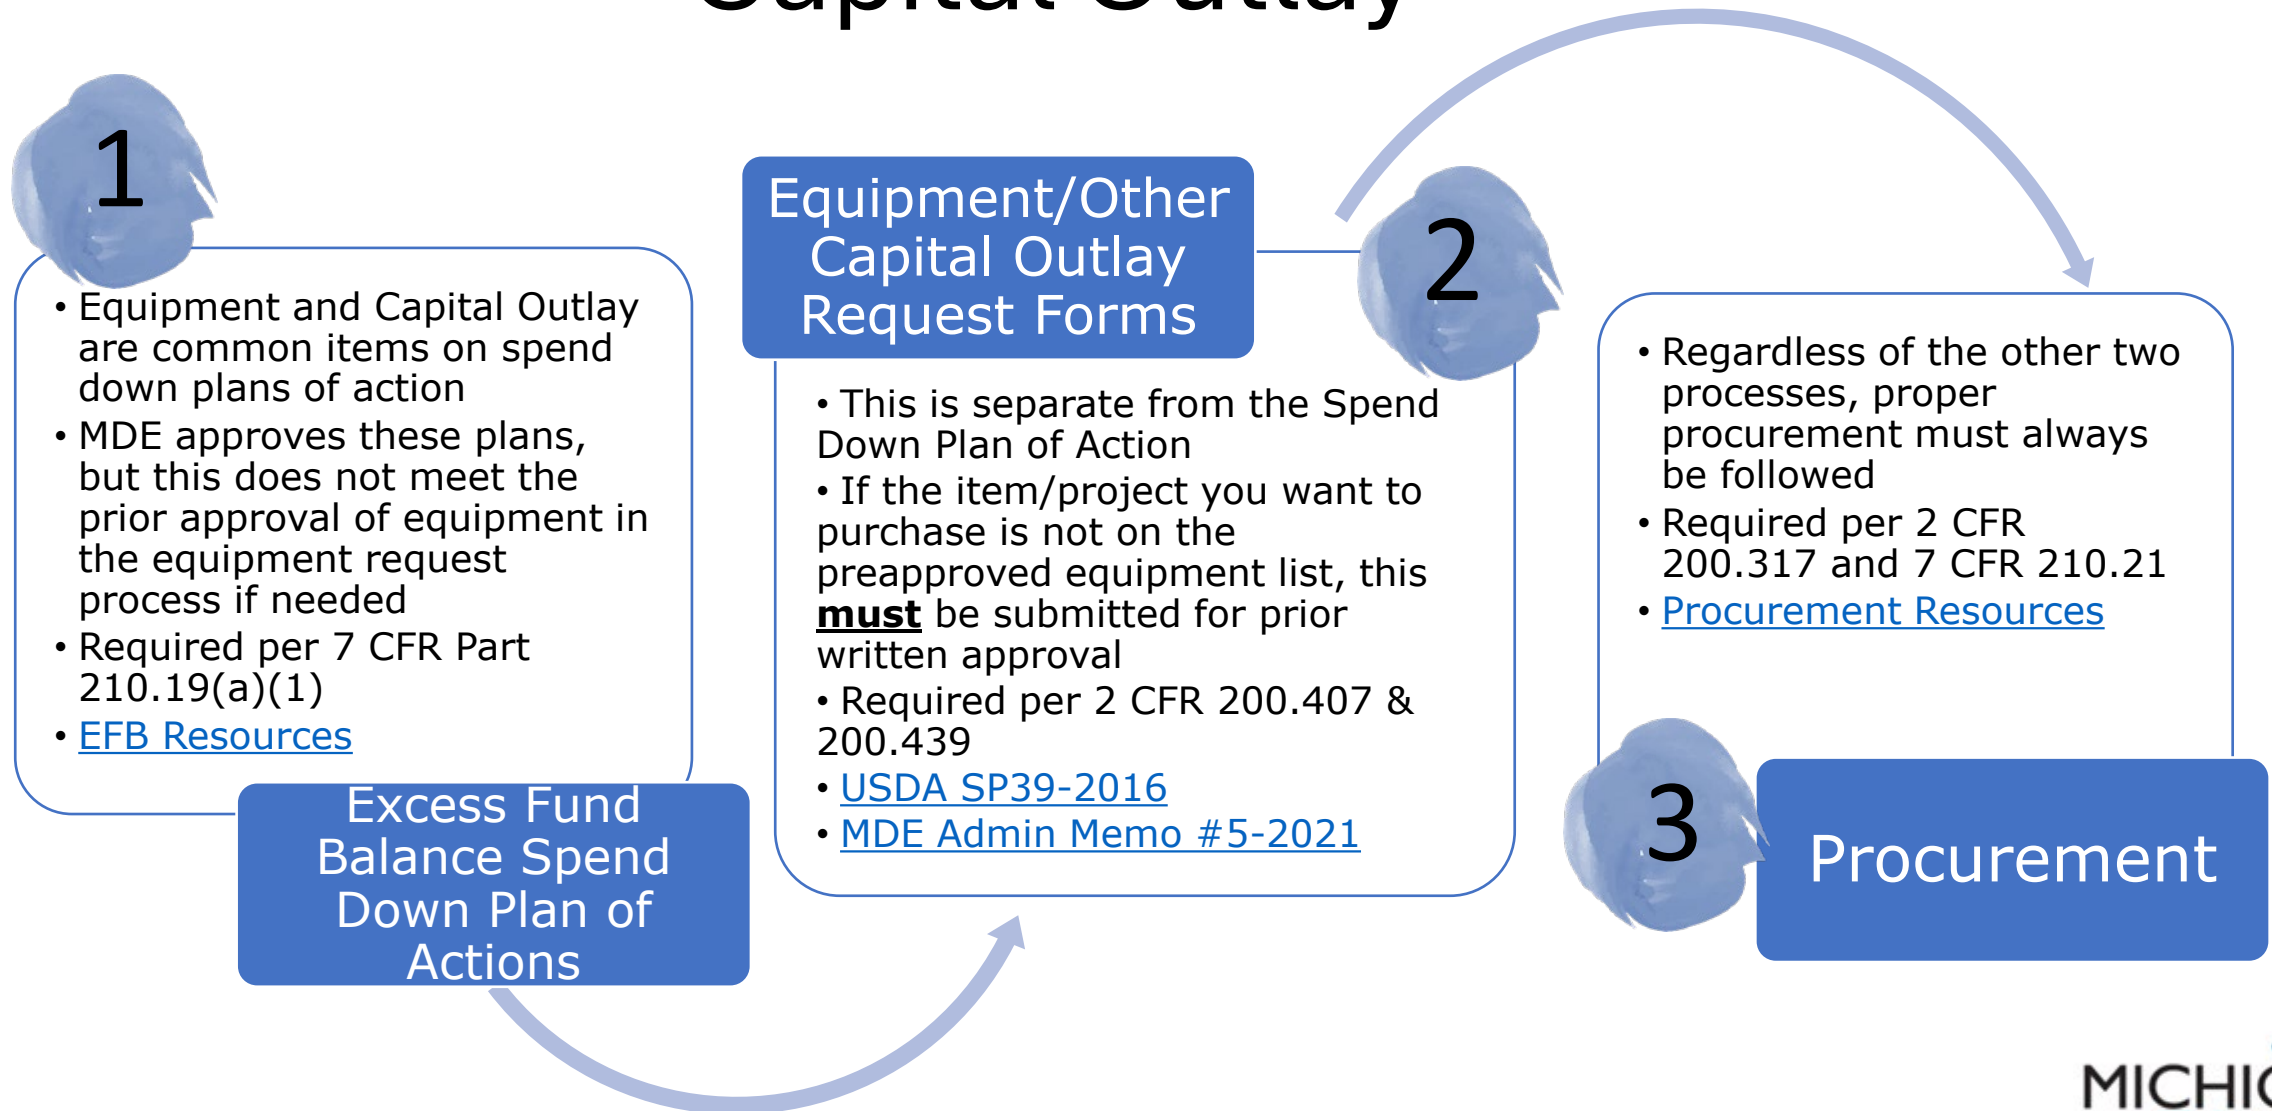 Capital Outlay
1
• Equipment and Capital Outlay
are common items on spend
down plans of action
• MDE approves these plans,
but this does not meet the
prior approval of equipment in
the equipment request
process if needed
• Required per 7 CFR Part
210.19(a)(1)
• EFB Resources
Excess Fund
Balance Spend
Down Plan of
Actions
Equipment/Other
Capital Outlay
Request Forms
2
• This is separate from the Spend
Down Plan of Action
• If the item/project you want to
purchase is not on the
preapproved equipment list, this
must be submitted for prior
written approval
• Required per 2 CFR 200.407 &
200.439
• USDA SP39-2016
• MDE Admin Memo #5-2021
• Regardless of the other two
processes, proper
procurement must always
be followed
• Required per 2 CFR
200.317 and 7 CFR 210.21
• Procurement Resources
3
Procurement